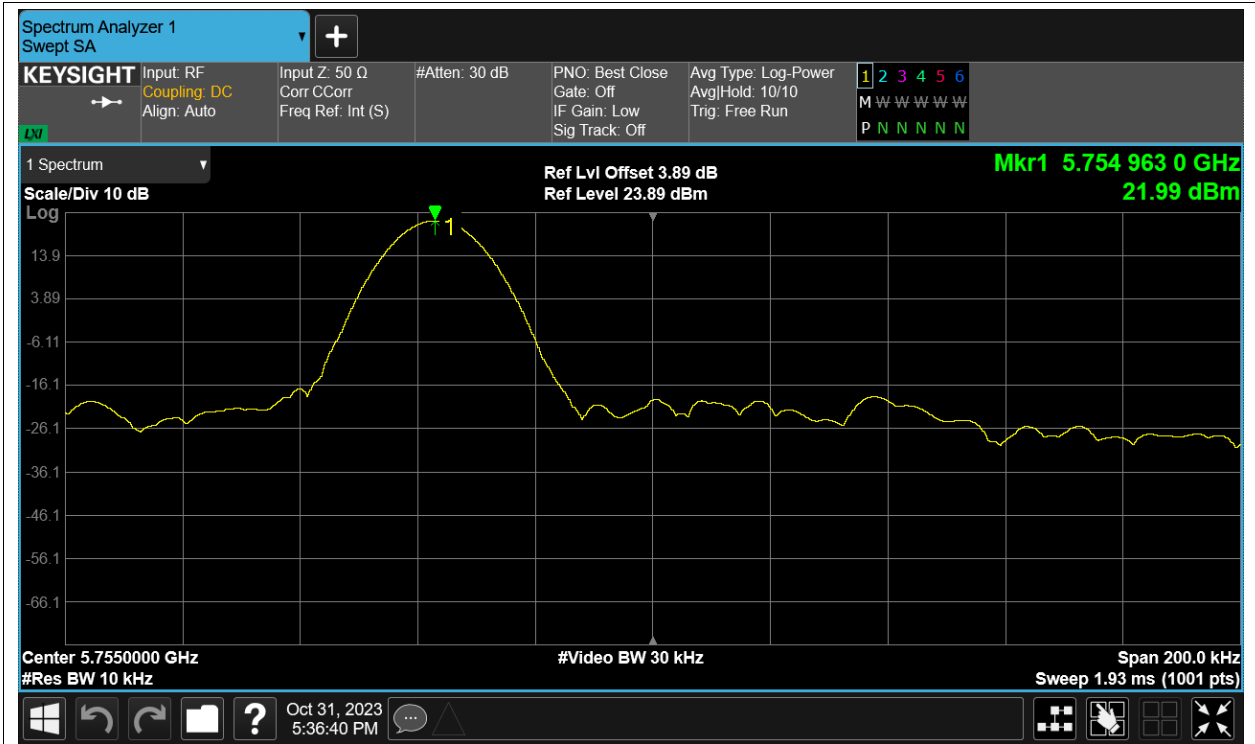 Spectrum Analyzer 1
Swept SA
KEYSIGHT
LXI
Input: RF
Coupling: DC
Align: Auto
Input Z: 50 Ω
Corr CCorr
Freq Ref: Int (S)
#Atten: 30 dB
PNO: Best Close
Gate: Off
IF Gain: Low
Sig Track: Off
Avg Type: Log-Power
Avg|Hold: 10/10
Trig: Free Run
1 2 3 4 5 6
M W W W W W
P N N N N N
1 Spectrum
Scale/Div 10 dB
Ref Lvl Offset 3.89 dB
Ref Level 23.89 dBm
Mkr1 5.754 963 0 GHz
21.99 dBm
Log
1
13.9
3.89
-6.11
-16.1
-26.1
-36.1
-46.1
-56.1
-66.1
Center 5.7550000 GHz
#Video BW 30 kHz
Span 200.0 kHz
#Res BW 10 kHz
Sweep 1.93 ms (1001 pts)
?
Oct 31, 2023
5:36:40 PM